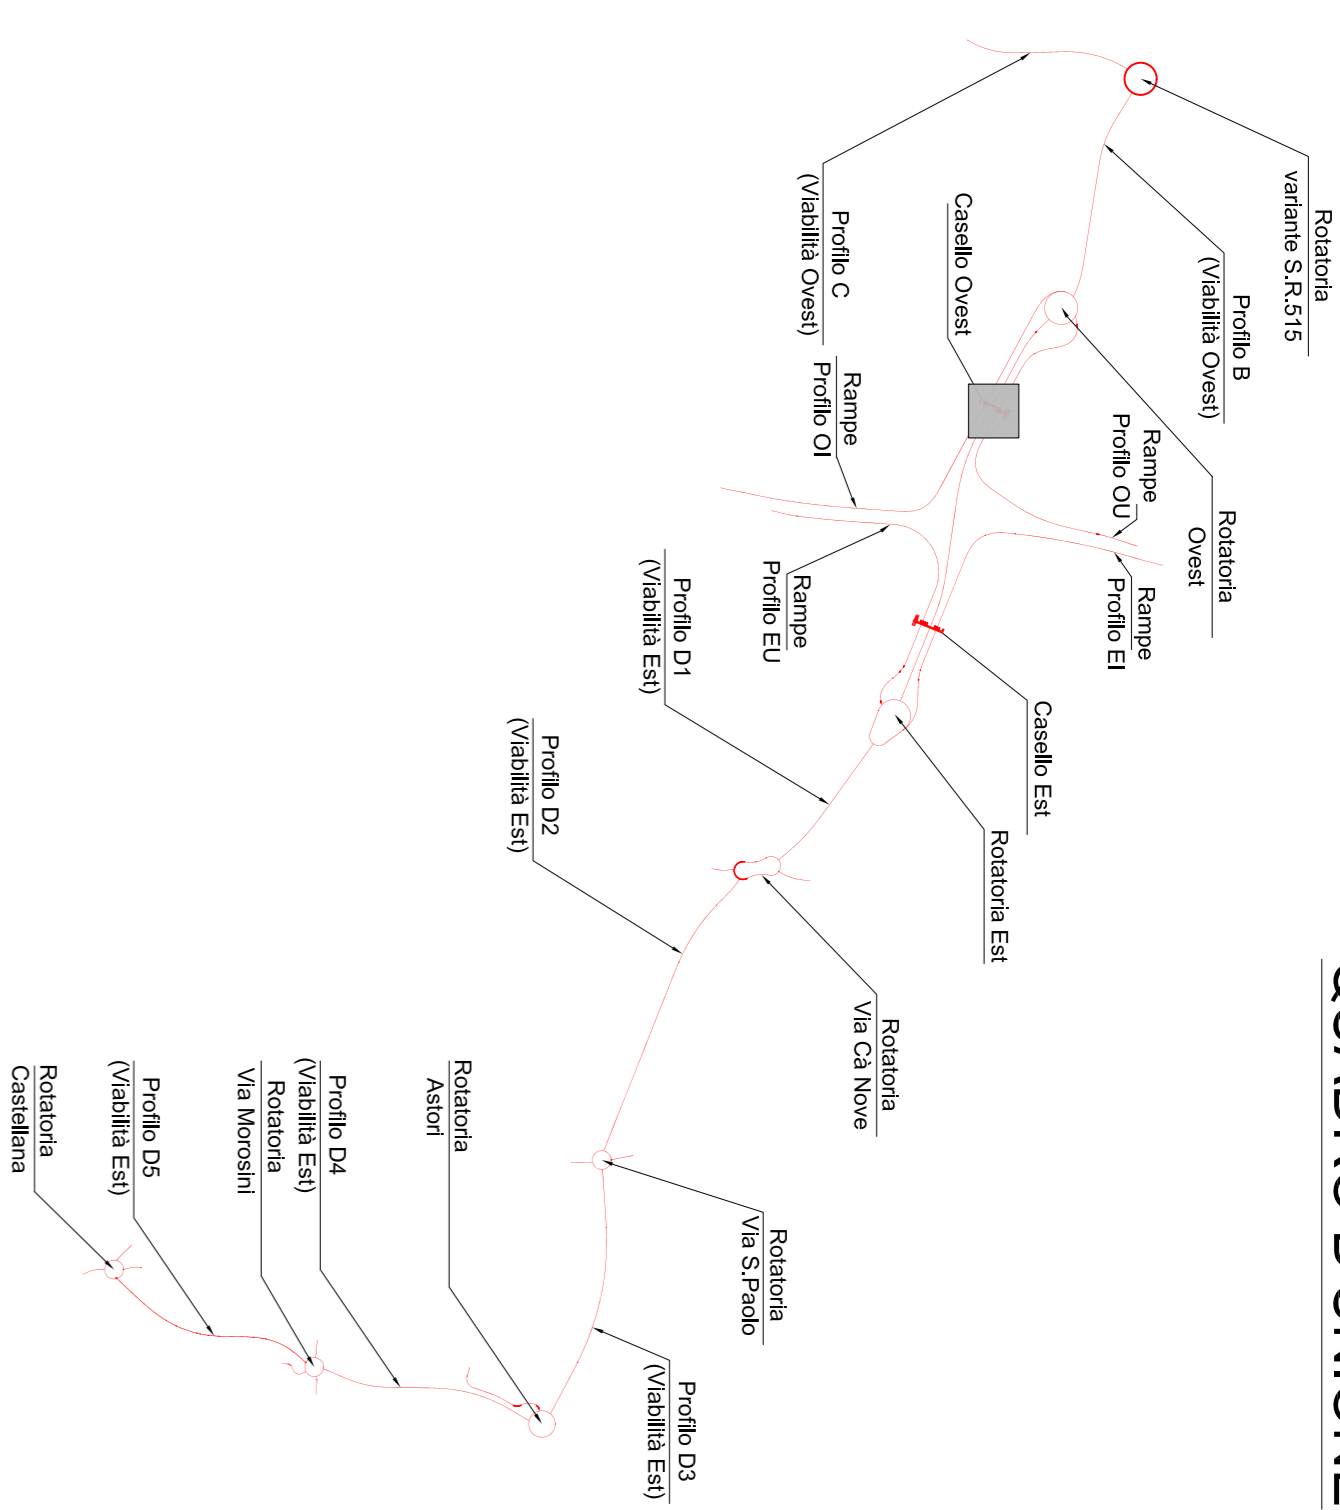 QUADRO D'UNIONE
Rotatoria
variante S.R.515
Profilo B
(Viabilità Ovest)
Rotatoria
Ovest
Rampe
Profilo OU
Rampe
Profilo EI
Casello Ovest
Profilo C
(Viabilità Ovest)
Rampe
Profilo OI
Rampe
Profilo EU
Casello Est
Rotatoria Est
Profilo D1
(Viabilità Est)
Profilo D2
(Viabilità Est)
Rotatoria
Via Cà Nove
Rotatoria
Via S.Paolo
Profilo D3
(Viabilità Est)
Rotatoria
Astori
Profilo D4
(Viabilità Est)
Rotatoria
Via Morosini
Profilo D5
(Viabilità Est)
Rotatoria
Castellana